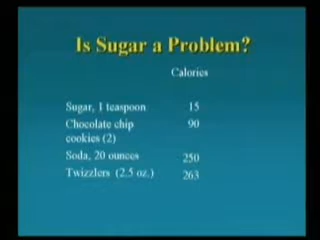 Is Sugar a Problem?
Calories
Sugar, 1 teaspoon 15
Chocolate chip 90
cookies (2)
Soda, 20 ounces 250
Twizzlers (2.5 oz.) 263